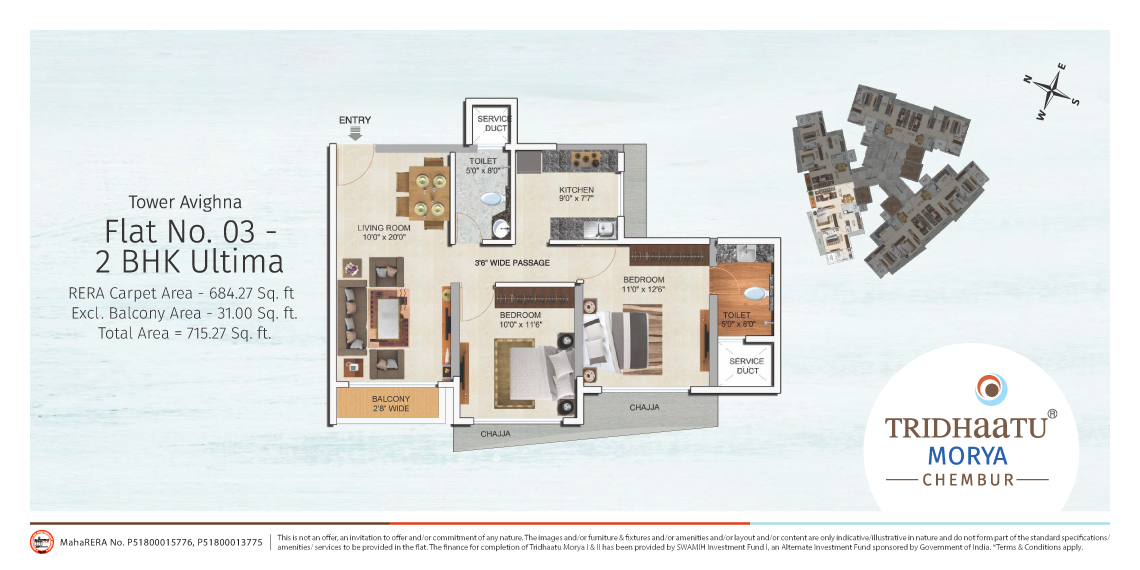 Tower Avighna
Flat No. 03 -
2 BHK Ultima
RERA Carpet Area - 684.27 Sq. ft
Excl. Balcony Area - 31.00 Sq. ft.
Total Area = 715.27 Sq. ft.
ENTRY
SERVICE
DUCT
TOILET
5'0" x 8'0"
KITCHEN
9'0" x 7'7"
LIVING ROOM
10'0" x 20'0"
3'6" WIDE PASSAGE
BEDROOM
11'0" x 12'6"
BEDROOM
10'0" x 11'6"
TOILET
5'0" x 8'0"
SERVICE
DUCT
BALCONY
2'8" WIDE
CHAJJA
CHAJJA
N
E
W
S
TRIDHaaTU®
MORYA
CHEMBUR
MahaRERA No. P51800015776, P51800013775
This is not an offer, an invitation to offer and/or commitment of any nature. The images and/or furniture & fixtures and/or amenities and/or layout and/or content are only indicative/illustrative in nature and do not form part of the standard specifications/
amenities/ services to be provided in the flat. The finance for completion of Tridhaatu Morya I & II has been provided by SWAMIH Investment Fund I, an Alternate Investment Fund sponsored by Government of India. *Terms & Conditions apply.